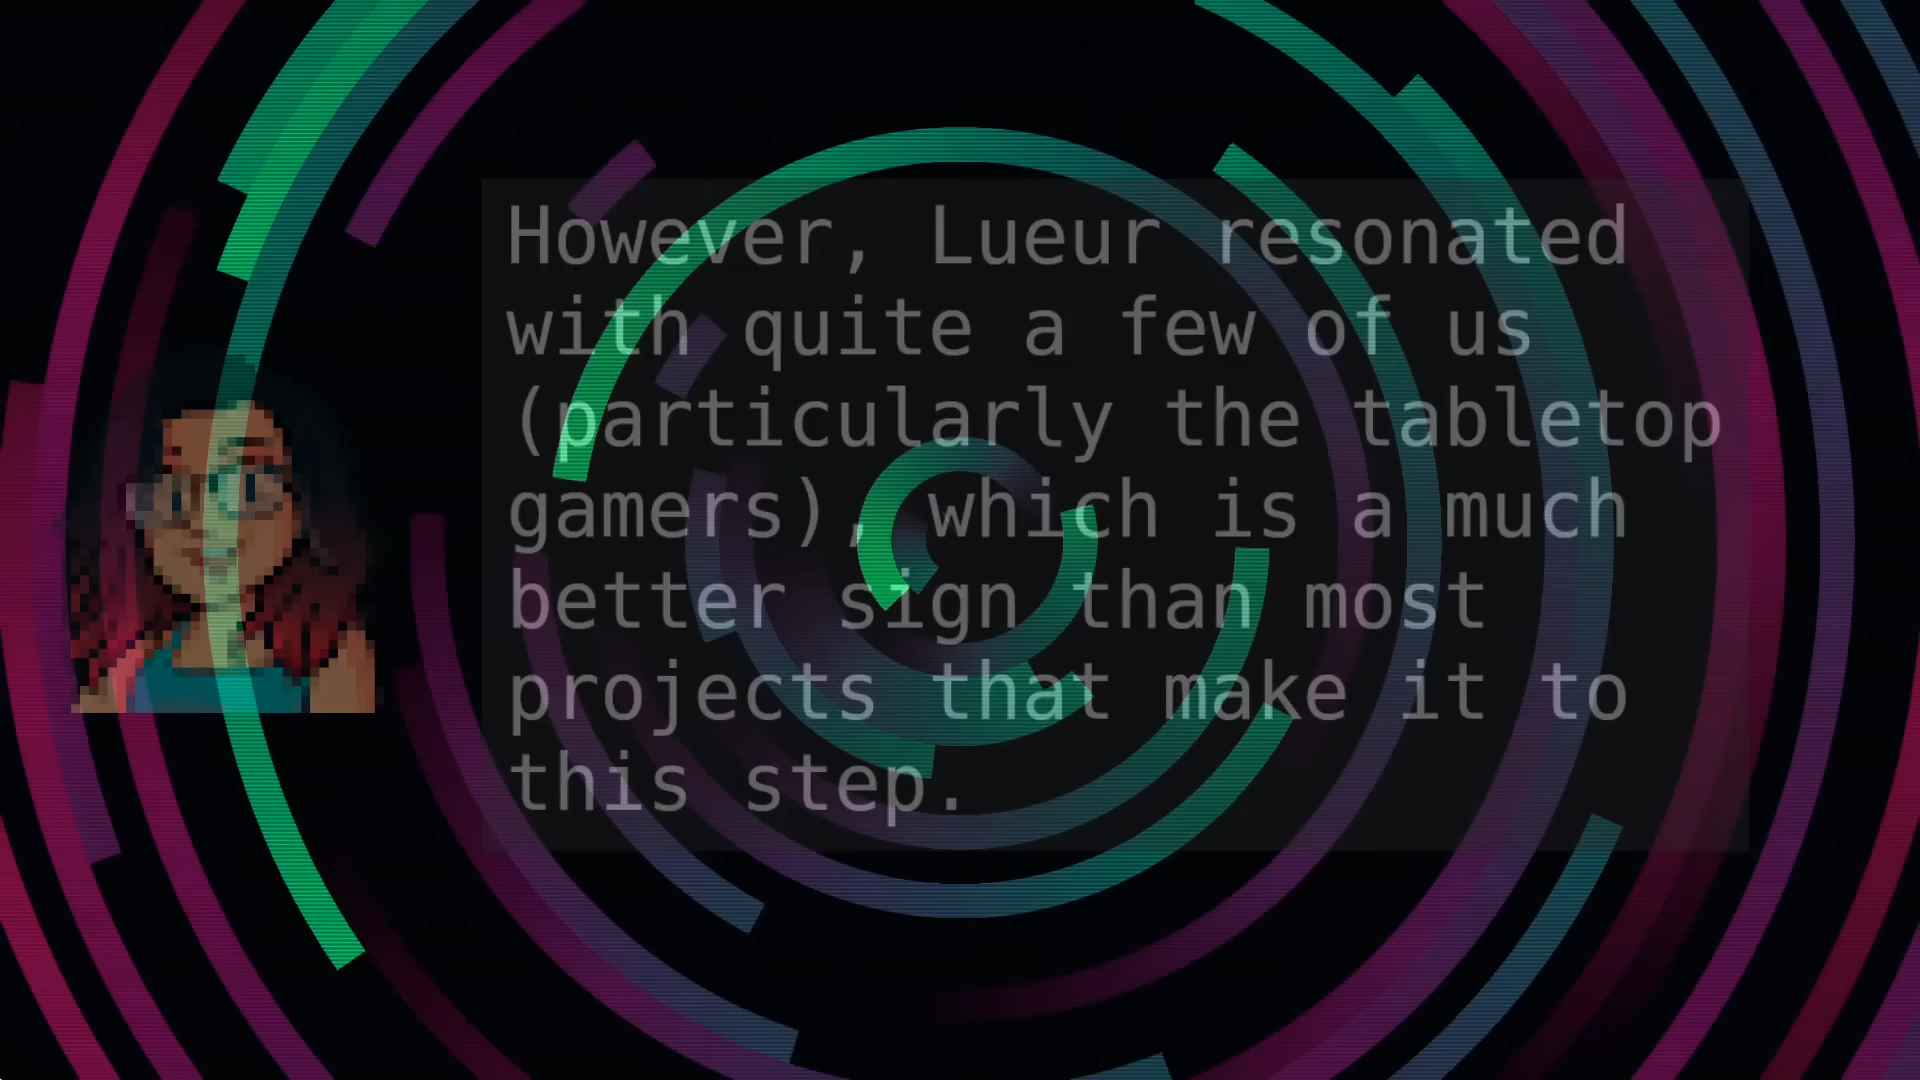 However, Lueur resonated
with quite a few of us
(particularly the tabletop
gamers), which is a much
better sign than most
projects that make it to
this step.